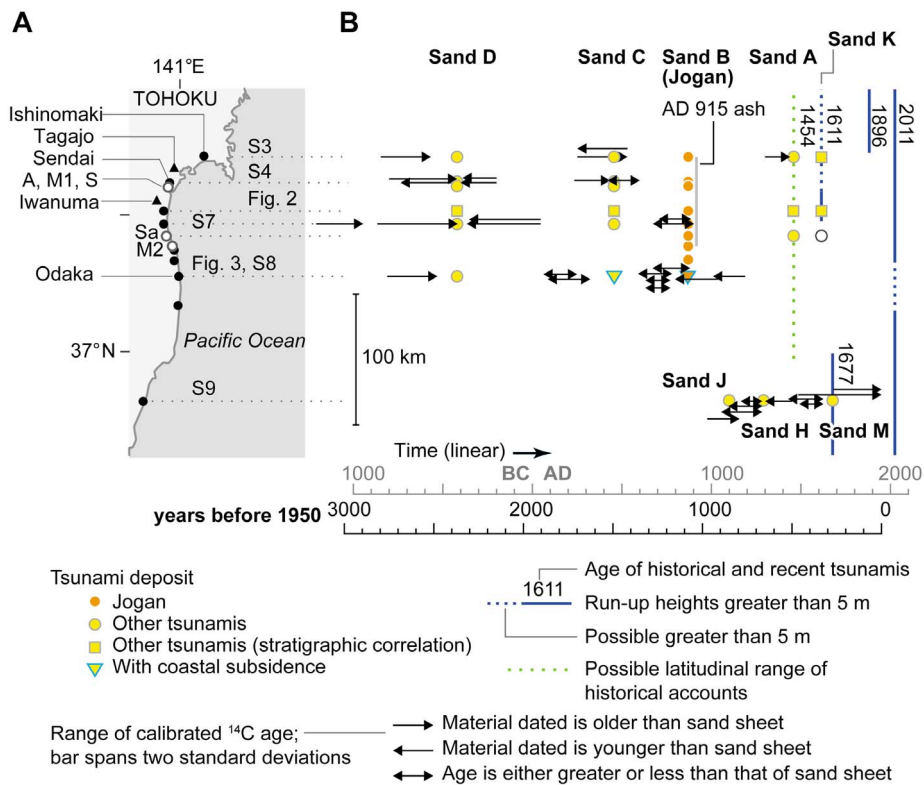 A
B
141°E
TOHOKU
Ishinomaki
Tagajo
Sendai
A, M1, S
Iwanuma
Sa
M2
Odaka
37°N
S3
S4
Fig. 2
S7
Fig. 3, S8
Pacific Ocean
S9
100 km
Sand D
Sand C
Sand B
(Jogan)
AD 915 ash
Sand A
Sand K
1454
1611
1896
2011
1677
Sand J
Sand H
Sand M
Time (linear)
1000
BC
AD
1000
2000
years before 1950
3000
2000
1000
0
Tsunami deposit
Jogan
Other tsunamis
Other tsunamis (stratigraphic correlation)
With coastal subsidence
1611
Age of historical and recent tsunamis
Run-up heights greater than 5 m
Possible greater than 5 m
Possible latitudinal range of
historical accounts
Range of calibrated ¹⁴C age;
bar spans two standard deviations
Material dated is older than sand sheet
Material dated is younger than sand sheet
Age is either greater or less than that of sand sheet